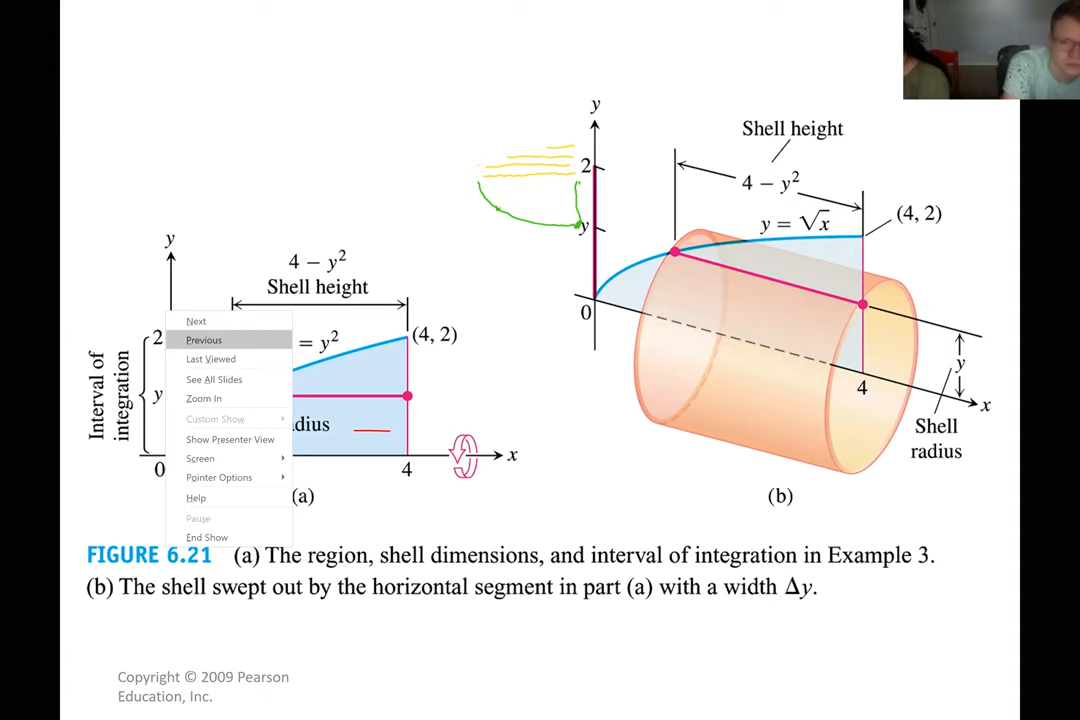 y
Shell height
2
4 − y²
y = √x
(4, 2)
y
0
4
y
x
Shell
radius
(b)
y
4 − y²
Shell height
2
= y²
(4, 2)
Interval of
integration
y
dius
0
4
x
(a)
Next
Previous
Last Viewed
See All Slides
Zoom In
Custom Show
Show Presenter View
Screen
Pointer Options
Help
Pause
End Show
FIGURE 6.21 (a) The region, shell dimensions, and interval of integration in Example 3.
(b) The shell swept out by the horizontal segment in part (a) with a width Δy.
Copyright © 2009 Pearson
Education, Inc.